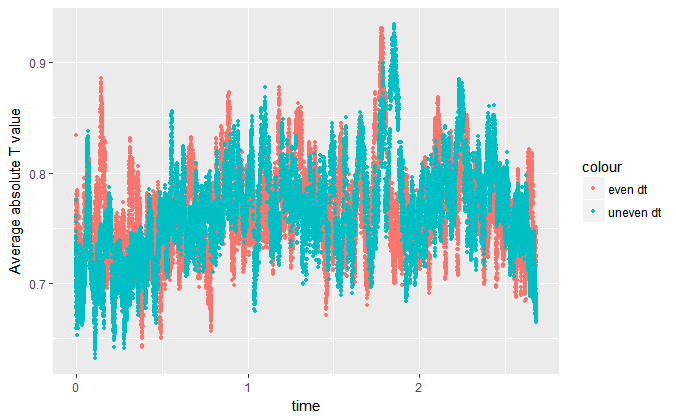 Average absolute T value
0.9
0.8
0.7
0
1
2
time
colour
even dt
uneven dt